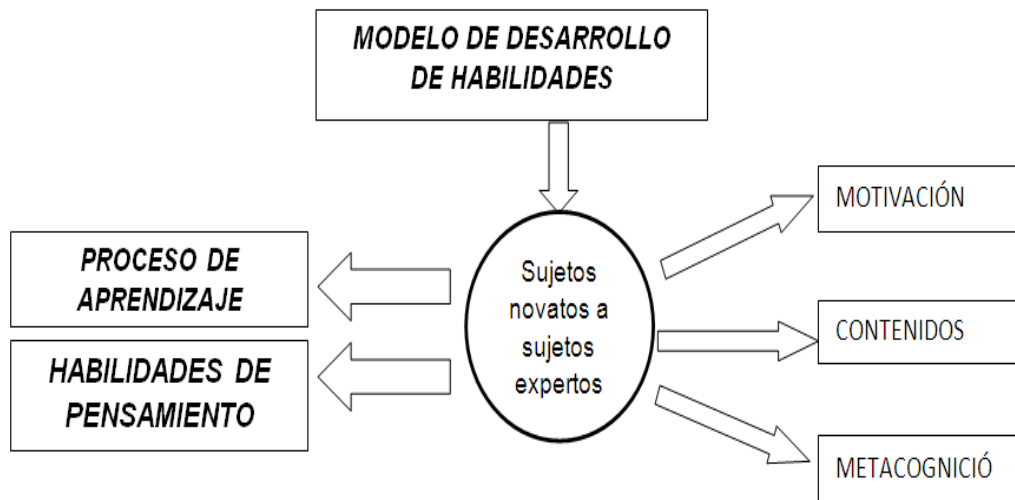 MODELO DE DESARROLLO
DE HABILIDADES
MOTIVACIÓN
PROCESO DE
APRENDIZAJE
Sujetos
novatos a
sujetos
expertos
CONTENIDOS
HABILIDADES DE
PENSAMIENTO
METACOGNICIÓ